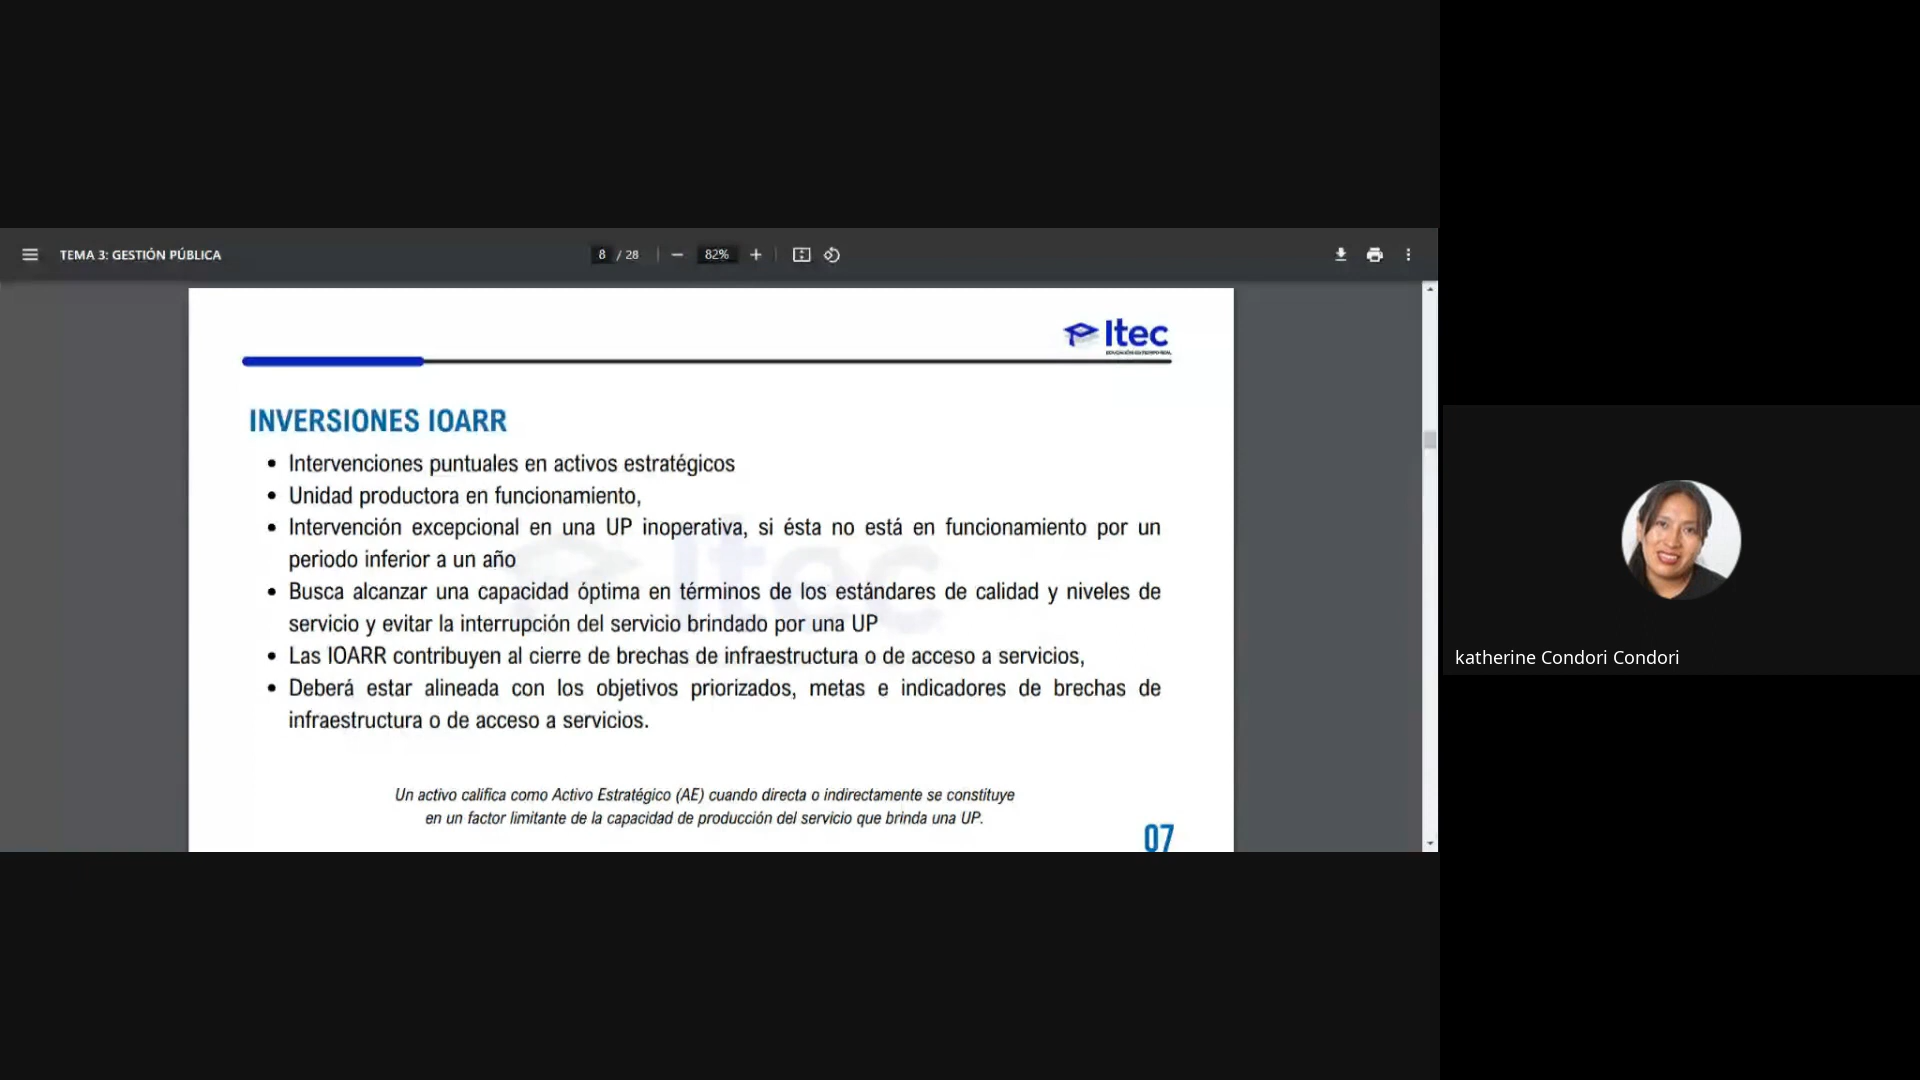 TEMA 3: GESTIÓN PÚBLICA
8 / 28
82%
Itec
INVERSIONES IOARR
• Intervenciones puntuales en activos estratégicos
• Unidad productora en funcionamiento,
• Intervención excepcional en una UP inoperativa, si ésta no está en funcionamiento por un
periodo inferior a un año
• Busca alcanzar una capacidad óptima en términos de los estándares de calidad y niveles de
servicio y evitar la interrupción del servicio brindado por una UP
• Las IOARR contribuyen al cierre de brechas de infraestructura o de acceso a servicios,
• Deberá estar alineada con los objetivos priorizados, metas e indicadores de brechas de
infraestructura o de acceso a servicios.
Un activo califica como Activo Estratégico (AE) cuando directa o indirectamente se constituye
en un factor limitante de la capacidad de producción del servicio que brinda una UP.
07
katherine Condori Condori